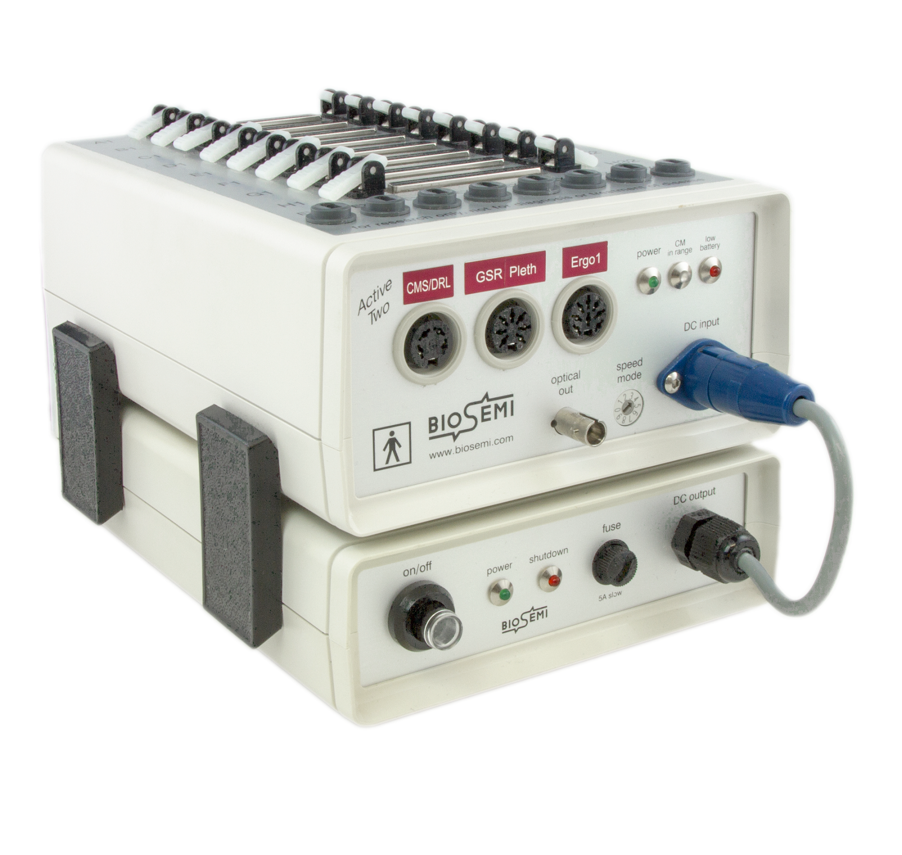 Active
Two
CMS/DRL
GSR Pleth
Ergo1
power
CM
in range
low
battery
DC input
optical
out
speed
mode
BIOSEMI
www.biosemi.com
DC output
on/off
power
shutdown
fuse
5A slow
BIOSEMI